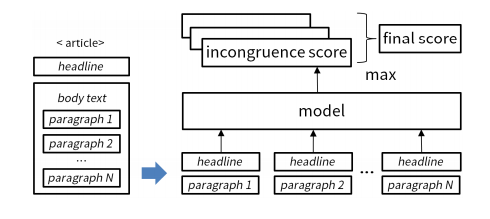 < article>
headline
body text
paragraph 1
paragraph 2
...
paragraph N
incongruence score
final score
max
model
headline headline ... headline
paragraph 1 paragraph 2 paragraph N